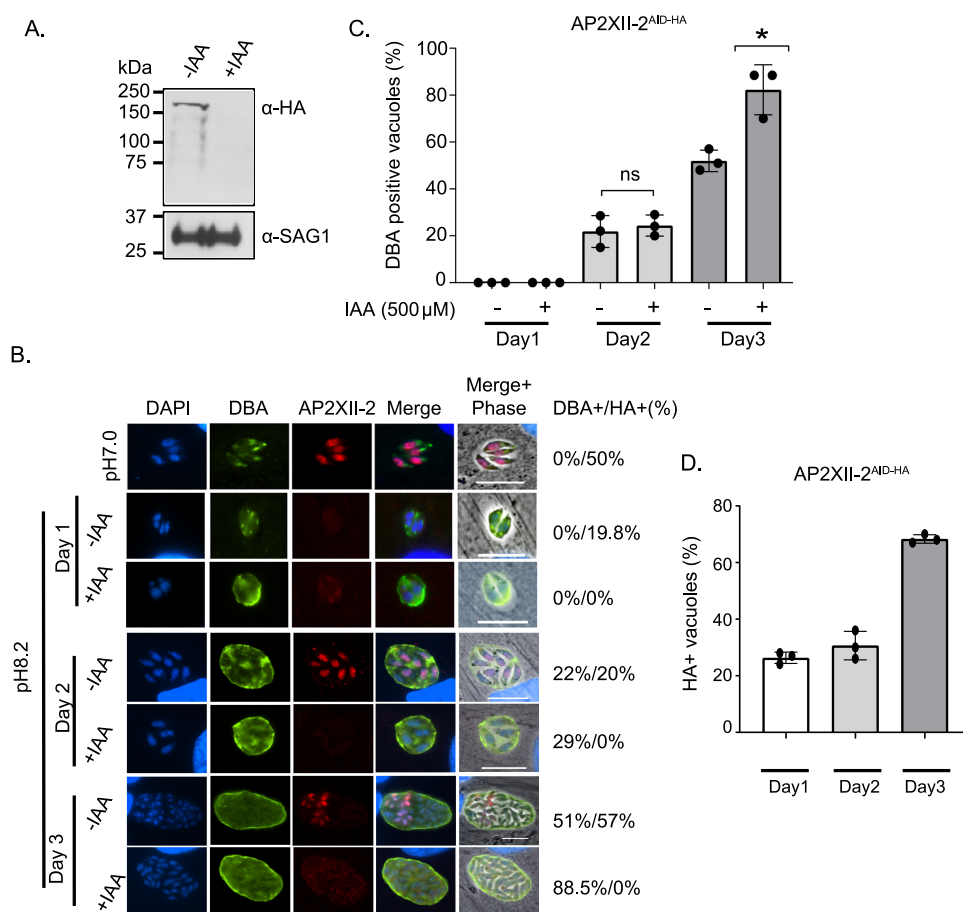 A.
-IAA +IAA
kDa
250
150
100
75
α-HA
37
25
α-SAG1
C.
AP2XII-2AID-HA
DBA positive vacuoles (%)
100
80
60
40
20
0
ns
*
IAA (500µM) - + - + - +
Day1 Day2 Day3
B.
DAPI DBA AP2XII-2 Merge Merge+ Phase DBA+/HA+(%)
pH7.0 0%/50%
pH8.2
Day 1
-IAA 0%/19.8%
+IAA 0%/0%
Day 2
-IAA 22%/20%
+IAA 29%/0%
Day 3
-IAA 51%/57%
+IAA 88.5%/0%
D.
AP2XII-2AID-HA
HA+ vacuoles (%)
80
60
40
20
0
Day1 Day2 Day3